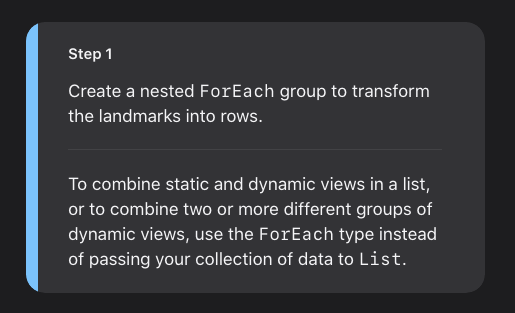 Step 1
Create a nested ForEach group to transform
the landmarks into rows.
To combine static and dynamic views in a list,
or to combine two or more different groups of
dynamic views, use the ForEach type instead
of passing your collection of data to List.